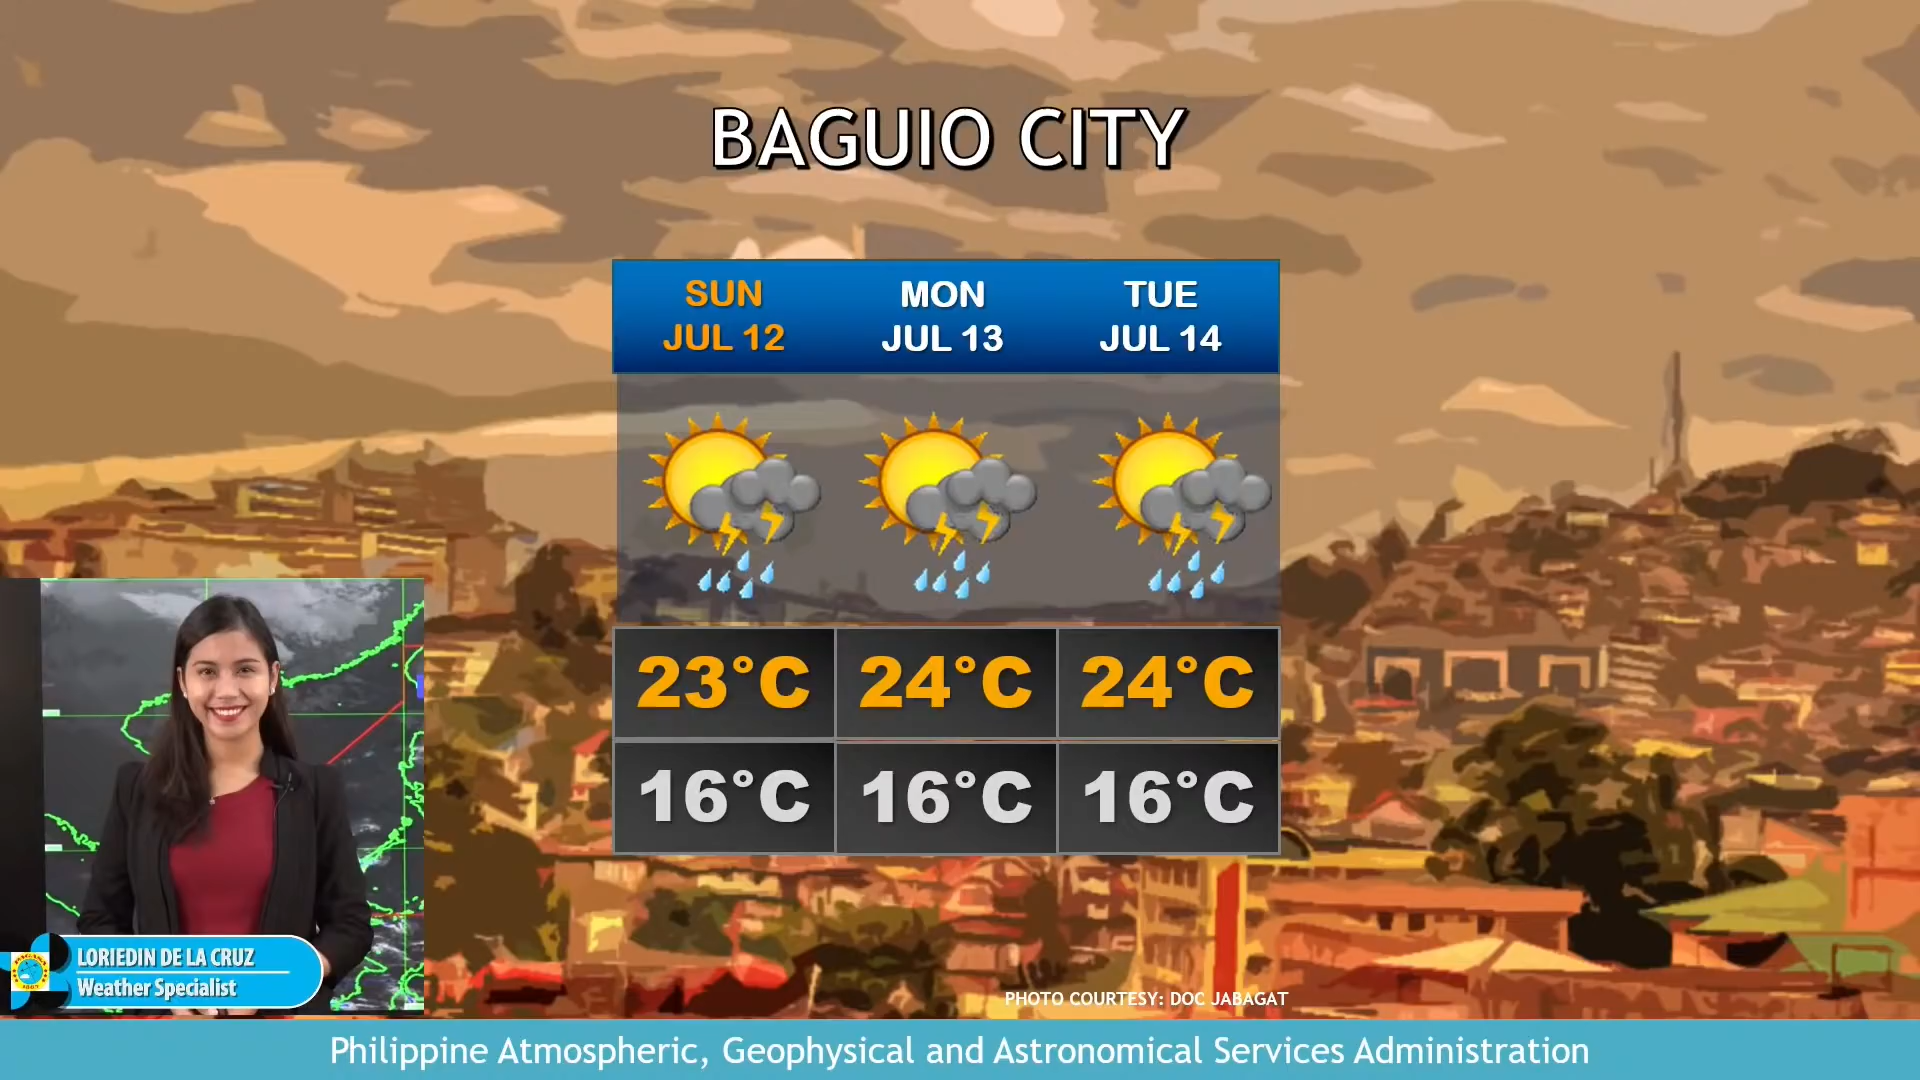 BAGUIO CITY
SUN MON TUE
JUL 12 JUL 13 JUL 14
23°C 24°C 24°C
16°C 16°C 16°C
LORIEDIN DE LA CRUZ
Weather Specialist
PHOTO COURTESY: DOC JABAGAT
Philippine Atmospheric, Geophysical and Astronomical Services Administration